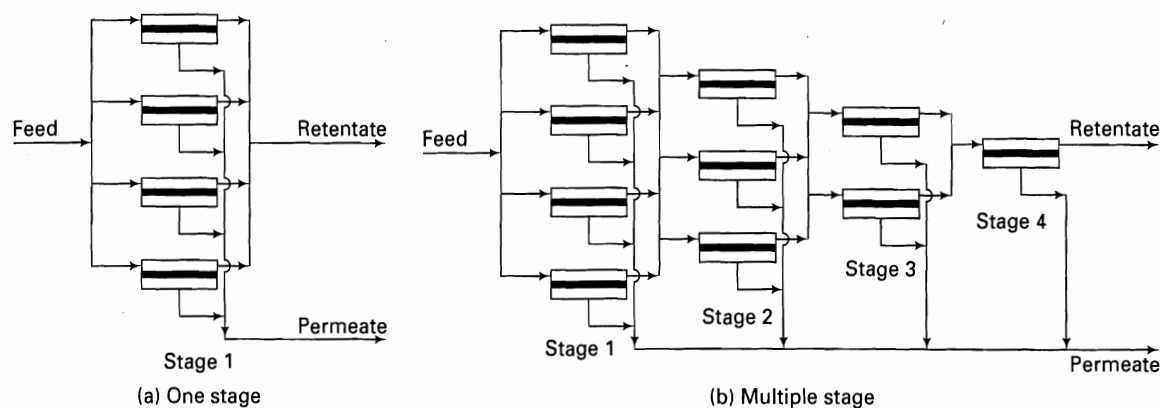 Feed
Retentate
Permeate
Stage 1
(a) One stage
Feed
Retentate
Stage 4
Stage 3
Stage 2
Stage 1
Permeate
(b) Multiple stage